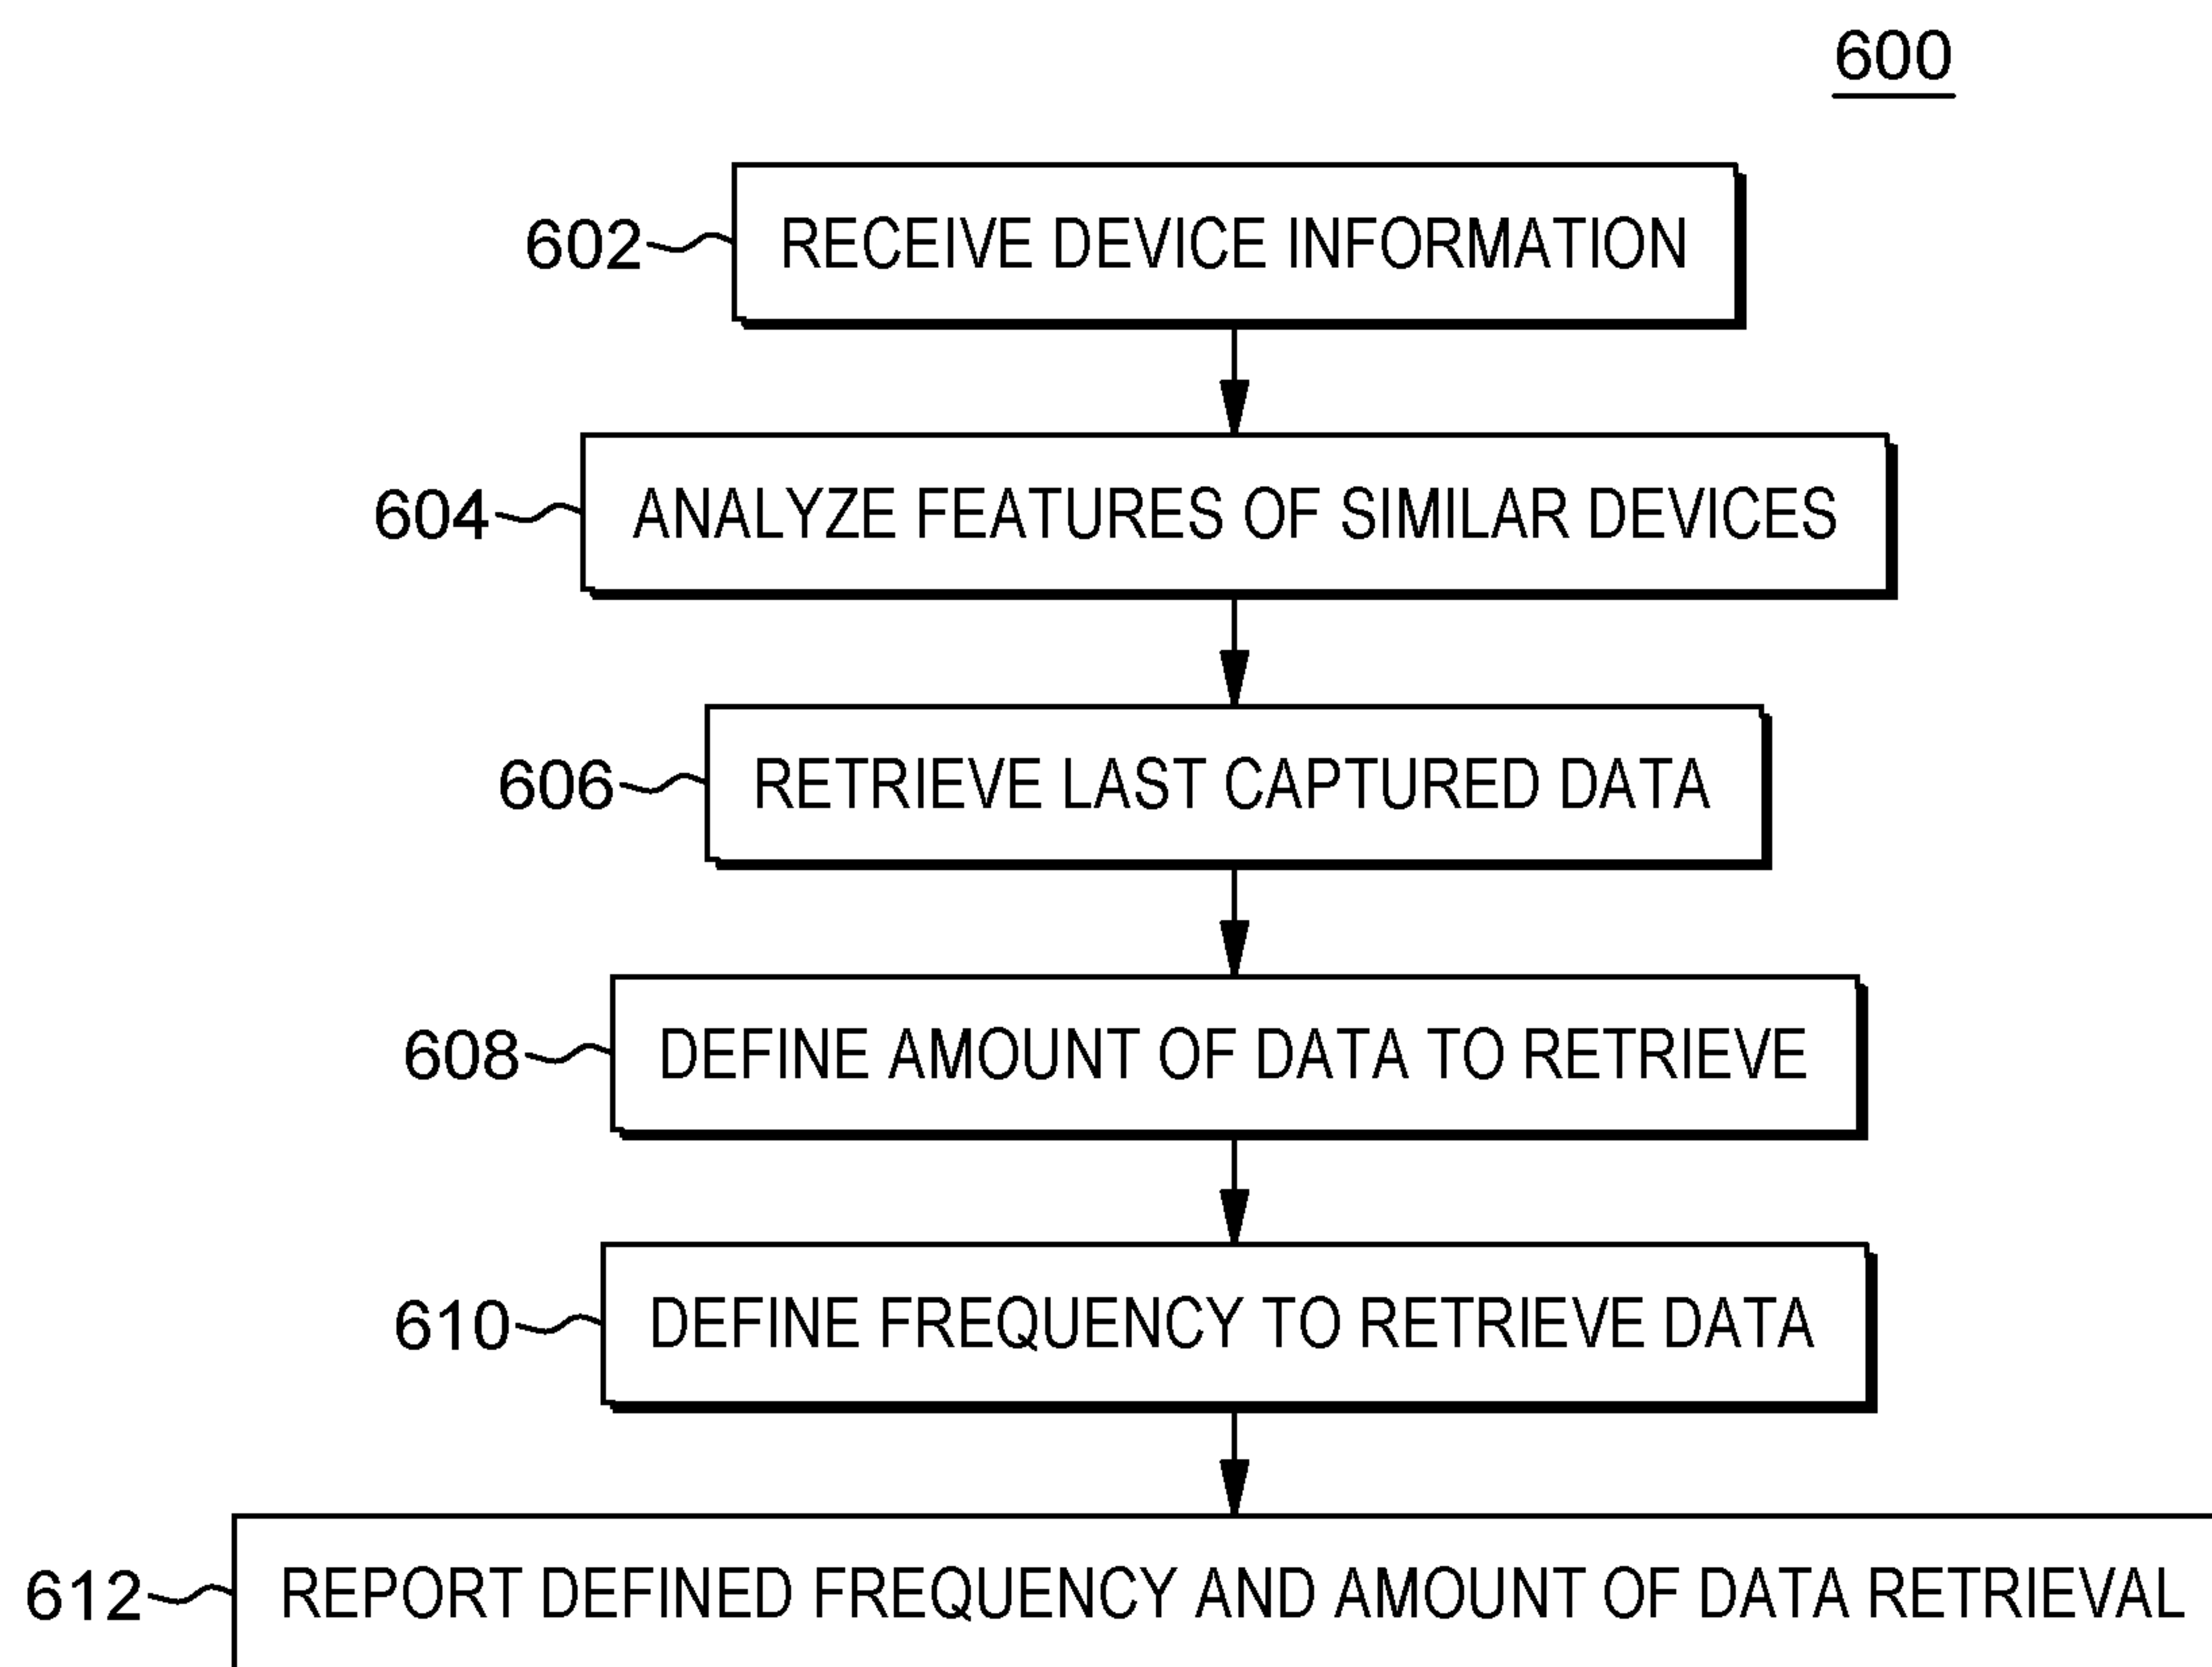 600
602 RECEIVE DEVICE INFORMATION
604 ANALYZE FEATURES OF SIMILAR DEVICES
606 RETRIEVE LAST CAPTURED DATA
608 DEFINE AMOUNT OF DATA TO RETRIEVE
610 DEFINE FREQUENCY TO RETRIEVE DATA
612 REPORT DEFINED FREQUENCY AND AMOUNT OF DATA RETRIEVAL